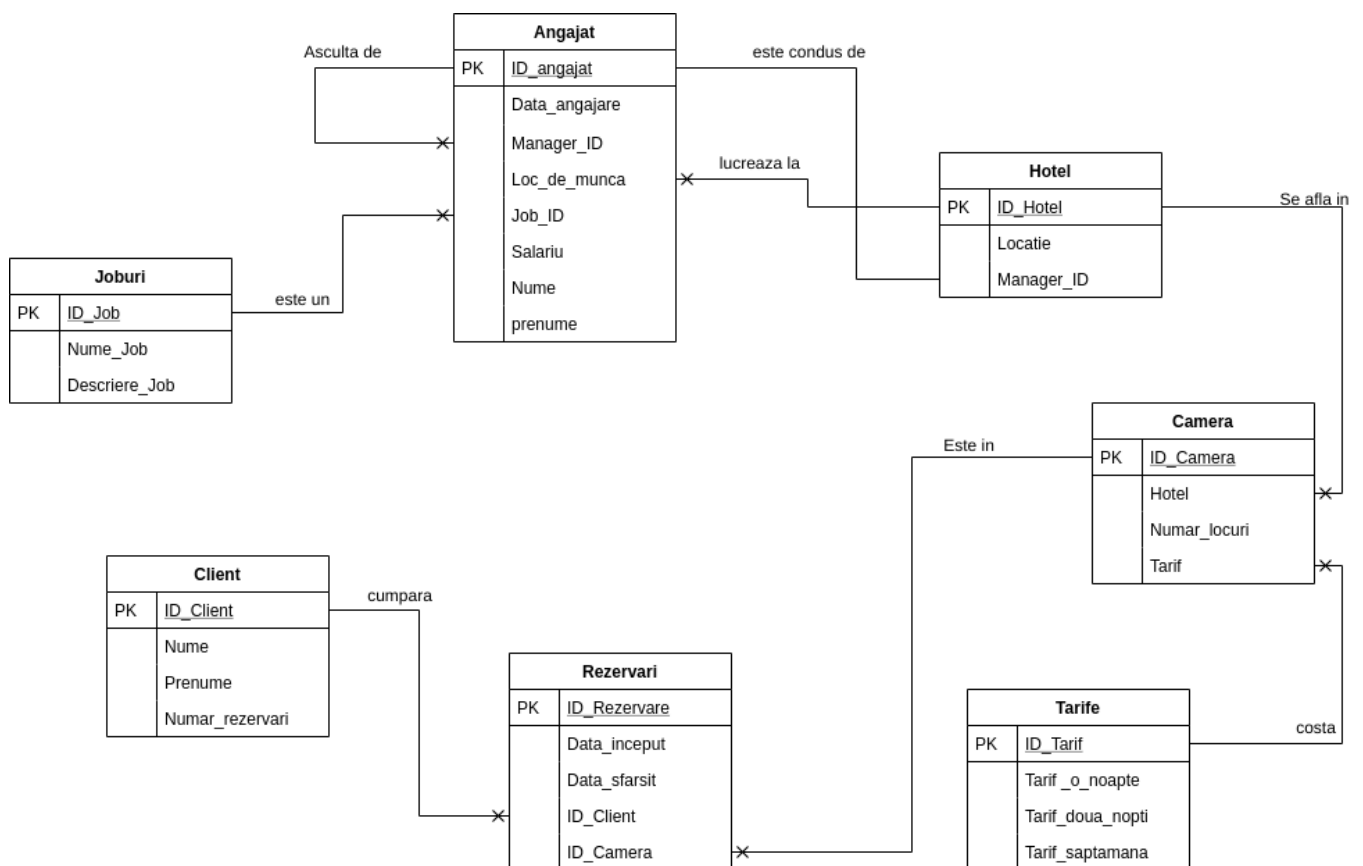 Angajat
PK ID_angajat
Data_angajare
Manager_ID
Loc_de_munca
Job_ID
Salariu
Nume
prenume
Asculta de
este condus de
lucreaza la
Hotel
PK ID_Hotel
Locatie
Manager_ID
Se afla in
Joburi
PK ID_Job
Nume_Job
Descriere_Job
este un
Camera
PK ID_Camera
Hotel
Numar_locuri
Tarif
Este in
Client
PK ID_Client
Nume
Prenume
Numar_rezervari
cumpara
Rezervari
PK ID_Rezervare
Data_inceput
Data_sfarsit
ID_Client
ID_Camera
Tarife
PK ID_Tarif
Tarif _o_noapte
Tarif_doua_nopti
Tarif_saptamana
costa